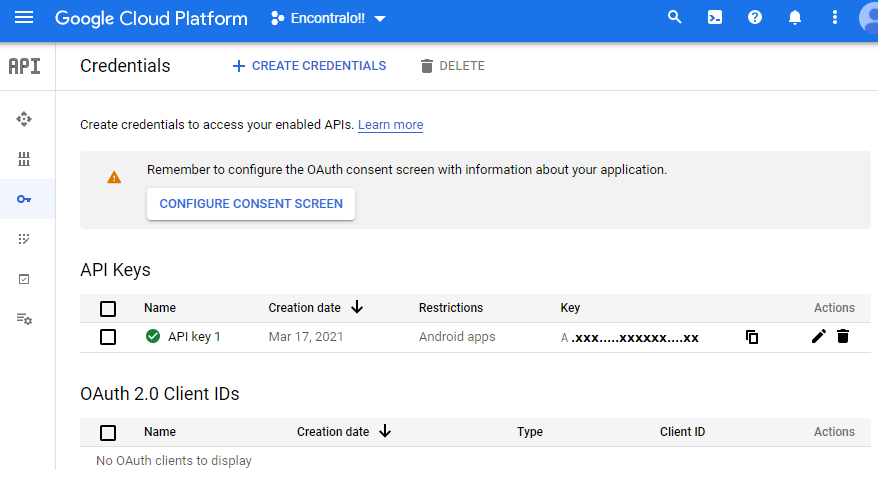 Google Cloud Platform Encontralo!!
API Credentials CREATE CREDENTIALS DELETE
Create credentials to access your enabled APIs. Learn more
Remember to configure the OAuth consent screen with information about your application.
CONFIGURE CONSENT SCREEN
API Keys
Name Creation date Restrictions Key Actions
API key 1 Mar 17, 2021 Android apps A.xxx.....xxxxxx....xx
OAuth 2.0 Client IDs
Name Creation date Type Client ID Actions
No OAuth clients to display